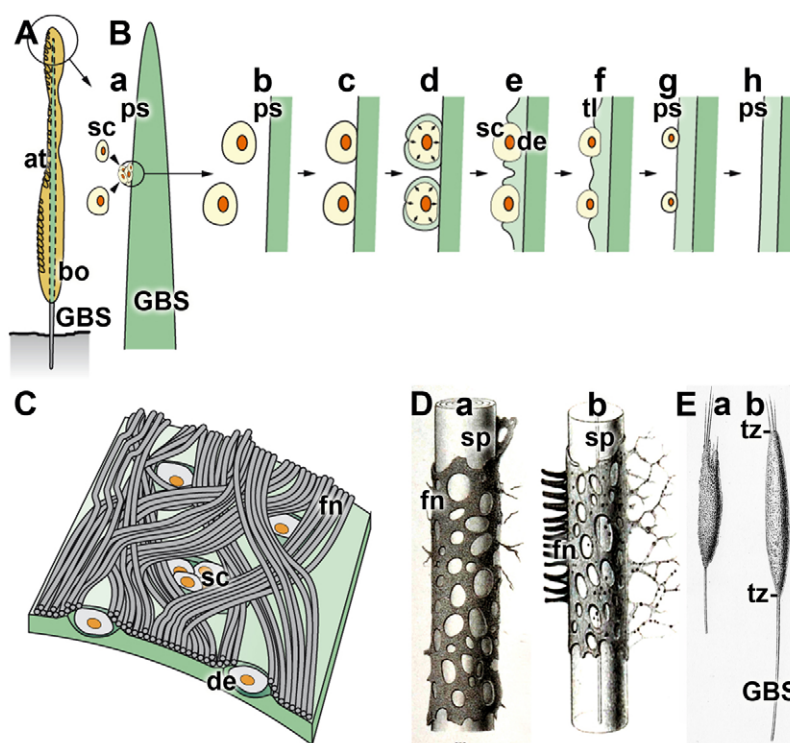 A B
a b c d e f g h
ps ps tl ps ps
sc sc de
at
bo
GBS GBS
C D a b E a b
sp sp tz-
fn fn fn
sc
tz-
de
GBS